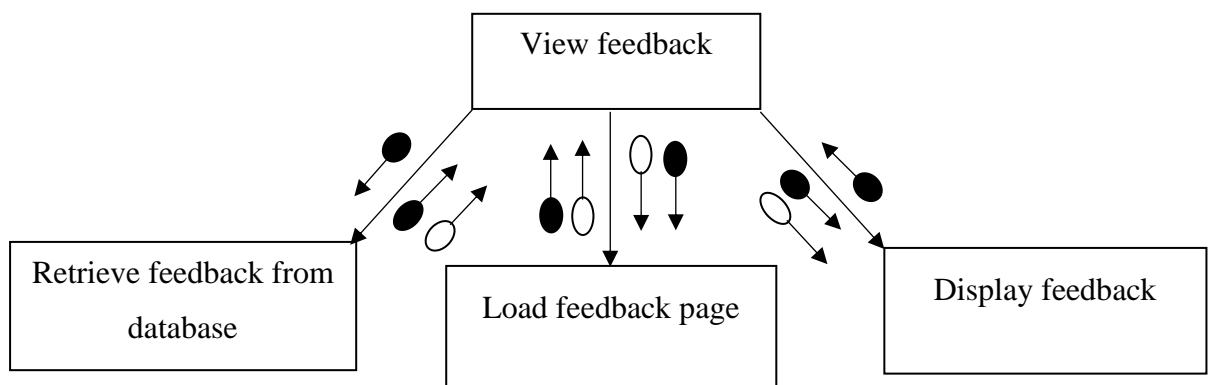 View feedback
Retrieve feedback from
database
Load feedback page
Display feedback